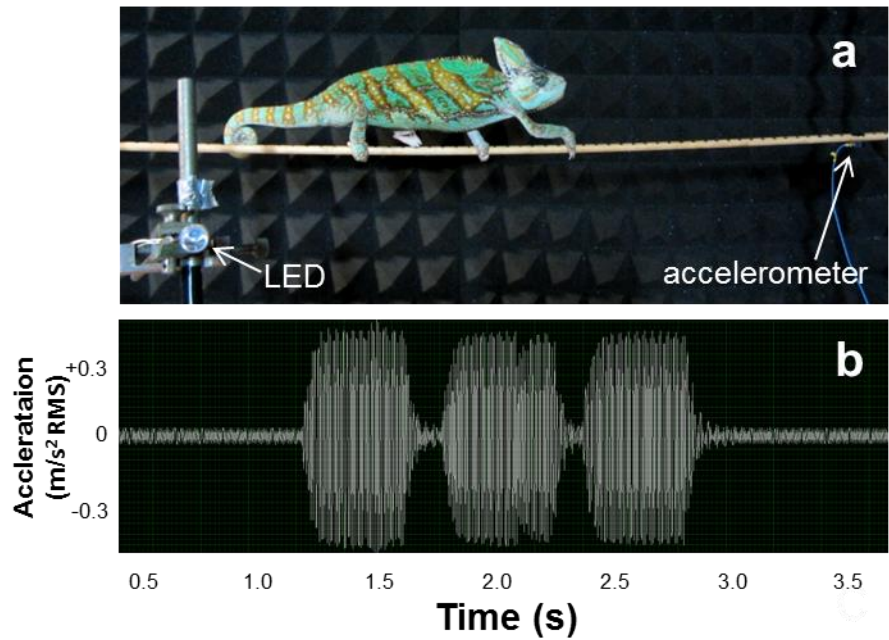 a
LED
accelerometer
b
Acclerataion
(m/s² RMS)
+0.3
0
-0.3
0.5 1.0 1.5 2.0 2.5 3.0 3.5
Time (s)